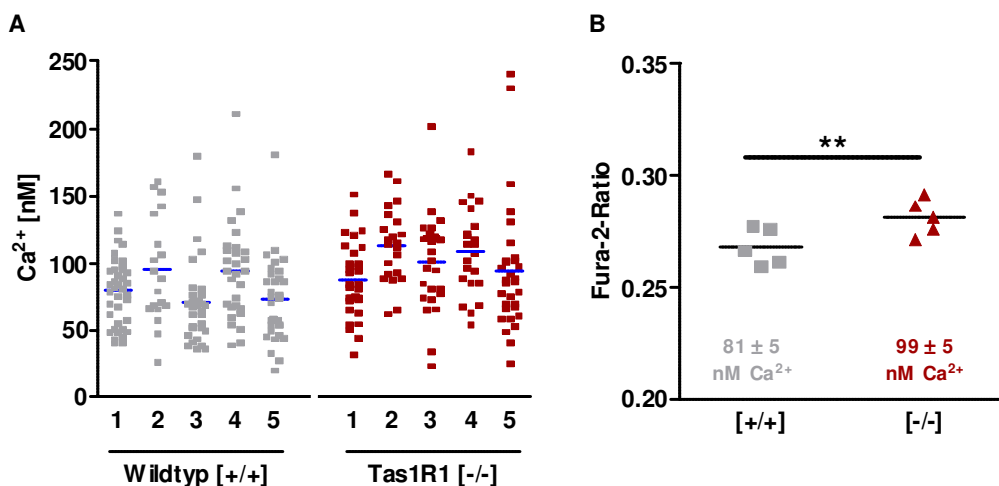 A
Ca²⁺ [nM]
250
200
150
100
50
0
1 2 3 4 5
1 2 3 4 5
Wildtyp [+/+]
Tas1R1 [-/-]
B
Fura-2-Ratio
0.35
0.30
0.25
0.20
**
81 ± 5
nM Ca²⁺
99 ± 5
nM Ca²⁺
[+/+]
[-/-]